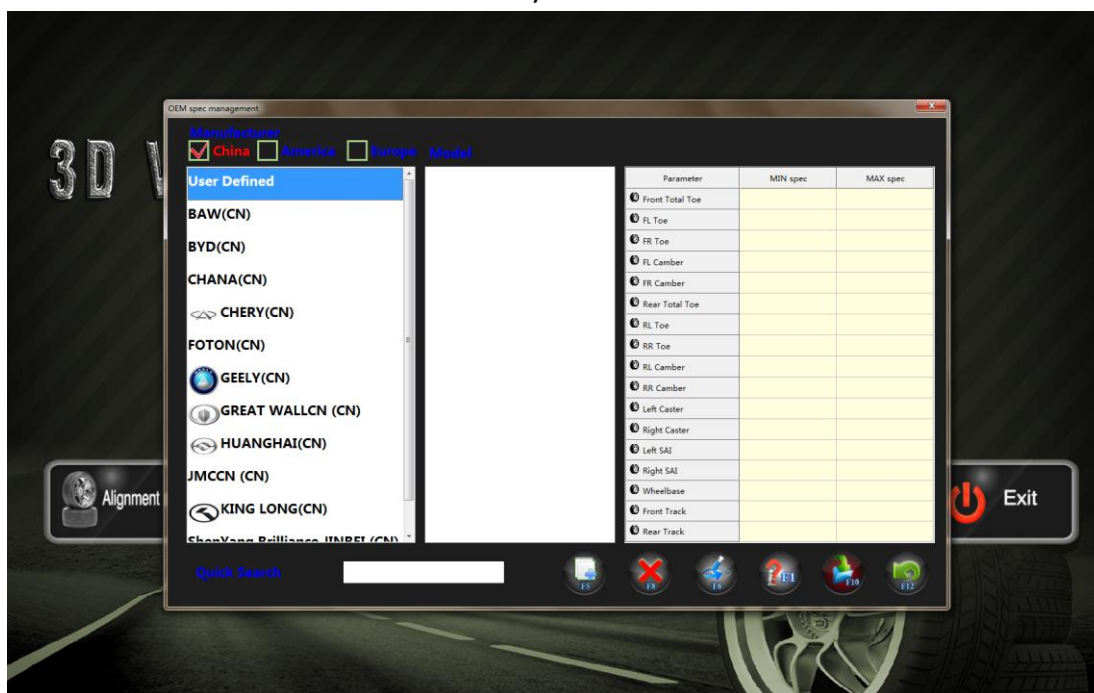 OEM spec management
3D
Manufacturer
China America Europe Model
User Defined
BAW(CN)
BYD(CN)
CHANA(CN)
CHERY(CN)
FOTON(CN)
GEELY(CN)
GREAT WALLCN (CN)
HUANGHAI(CN)
JMCCN (CN)
KING LONG(CN)
ShenYang Brilliance JINBEI (CN)
Parameter MIN spec MAX spec
Front Total Toe
FL Toe
FR Toe
FL Camber
FR Camber
Rear Total Toe
RL Toe
RR Toe
RL Camber
RR Camber
Left Caster
Right Caster
Left SAI
Right SAI
Wheelbase
Front Track
Rear Track
Alignment
Exit
Quick Search
F5
F8
F6
F1
F10
F12